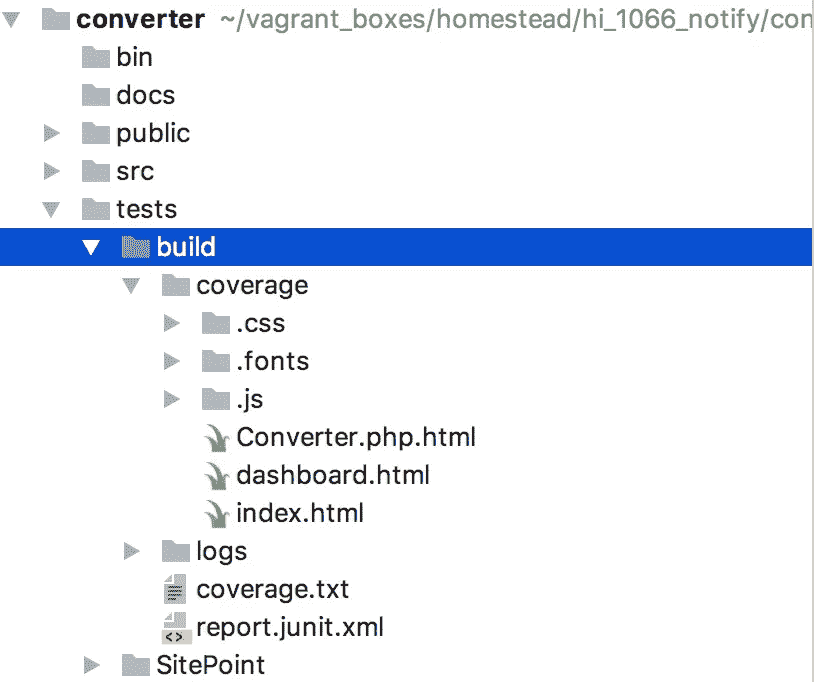 converter ~/vagrant_boxes/homestead/hi_1066_notify/con
bin
docs
public
src
tests
build
coverage
.css
.fonts
.js
Converter.php.html
dashboard.html
index.html
logs
coverage.txt
report.junit.xml
SitePoint